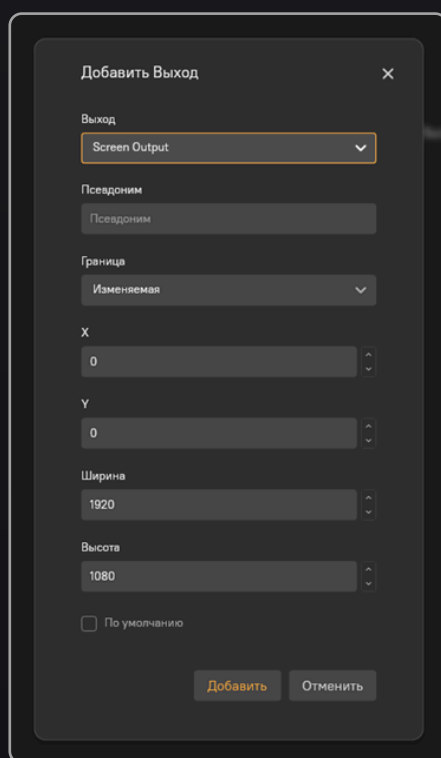 Добавить Выход
Выход
Screen Output
Псевдоним
Псевдоним
Граница
Изменяемая
X
0
Y
0
Ширина
1920
Высота
1080
По умолчанию
Добавить Отменить